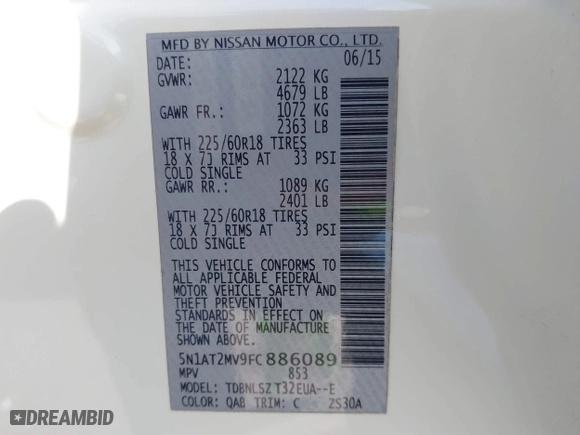 MFD BY NISSAN MOTOR CO., LTD.
DATE: 06/15
GVWR: 2122 KG
4679 LB
GAWR FR.: 1072 KG
2363 LB
WITH 225/60R18 TIRES
18 X 7J RIMS AT 33 PSI
COLD SINGLE
GAWR RR.: 1089 KG
2401 LB
WITH 225/60R18 TIRES
18 X 7J RIMS AT 33 PSI
COLD SINGLE
THIS VEHICLE CONFORMS TO
ALL APPLICABLE FEDERAL
MOTOR VEHICLE SAFETY AND
THEFT PREVENTION
STANDARDS IN EFFECT ON
THE DATE OF MANUFACTURE
SHOWN ABOVE.
5N1AT2MV9FC886089
MPV 853
MODEL: TDBNLSZ T32EUA--E
COLOR: QAB TRIM: C ZS30A
DREAMBID
DREAMBID.COM